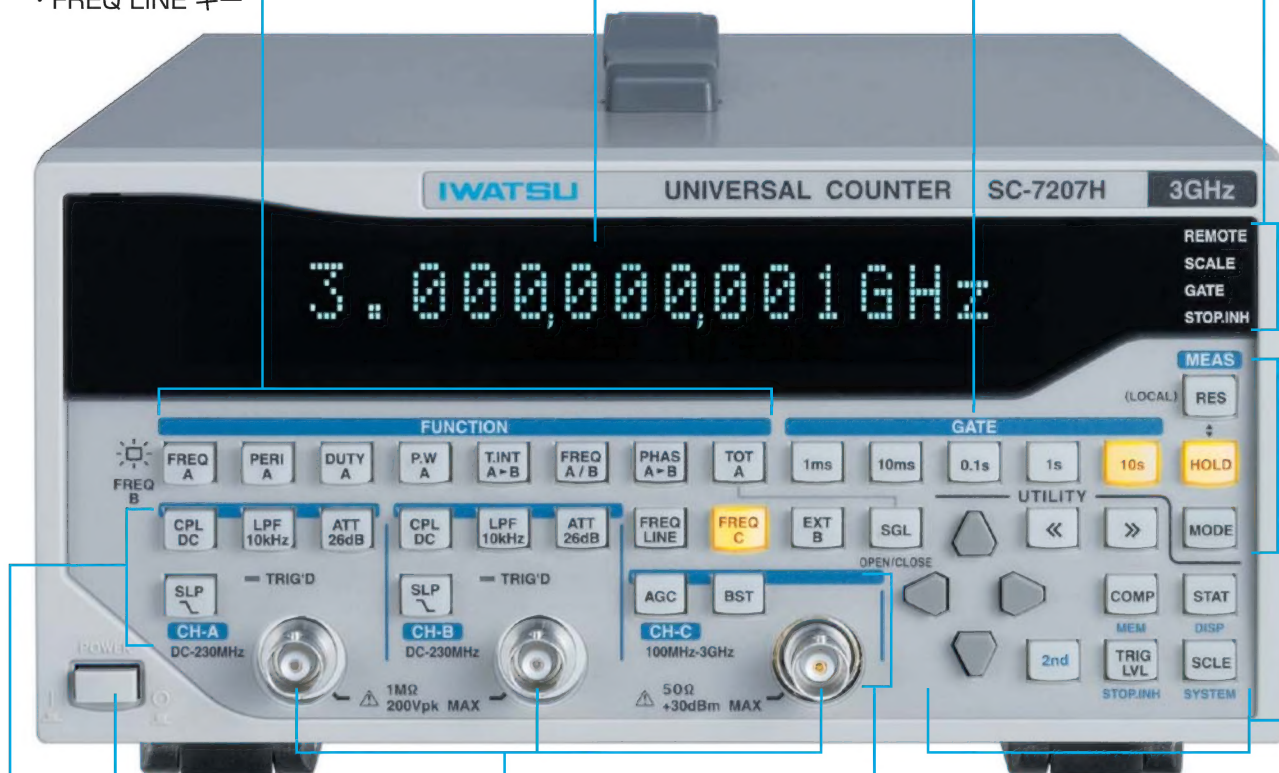 ・FREQ LINE キー
IWATSU UNIVERSAL COUNTER SC-7207H 3GHz
REMOTE
SCALE
GATE
STOP.INH
3.000,000,001GHz
MEAS
(LOCAL) RES
FUNCTION GATE
FREQ A PERI A DUTY A P.W A T.INT A►B FREQ A/B PHAS A►B TOT A 1ms 10ms 0.1s 1s 10s HOLD
FREQ B
UTILITY
CPL DC LPF 10kHz ATT 26dB CPL DC LPF 10kHz ATT 26dB FREQ LINE FREQ C EXT B SGL « » MODE
OPEN/CLOSE
SLP TRIG'D SLP TRIG'D AGC BST COMP STAT
MEM DISP
CH-A CH-B CH-C
DC-230MHz DC-230MHz 100MHz-3GHz
POWER
2nd TRIG LVL SCLE
STOP.INH SYSTEM
1MΩ
200Vpk MAX
50Ω
+30dBm MAX